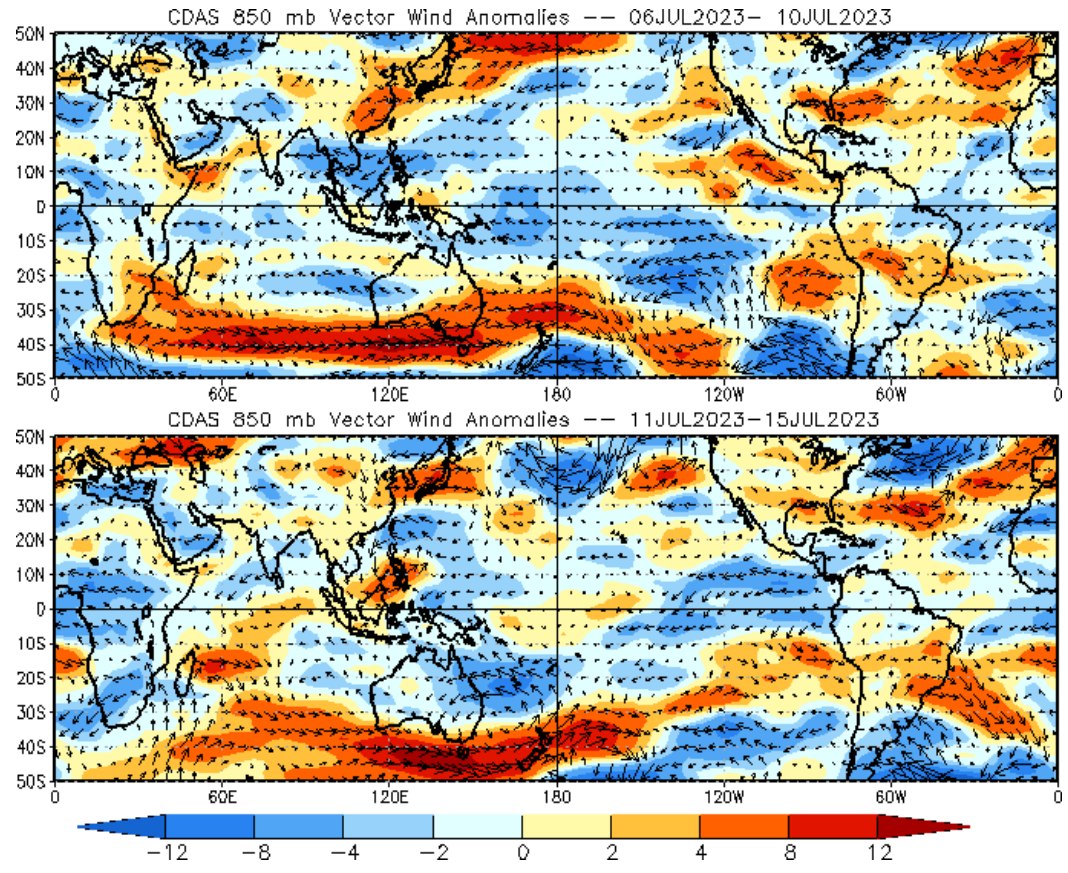 CDAS 850 mb Vector Wind Anomalies -- 06JUL2023- 10JUL2023
50N
40N
30N
20N
10N
0
10S
20S
30S
40S
50S
0 60E 120E 180 120W 60W 0
CDAS 850 mb Vector Wind Anomalies -- 11JUL2023-15JUL2023
50N
40N
30N
20N
10N
0
10S
20S
30S
40S
50S
0 60E 120E 180 120W 60W 0
-12 -8 -4 -2 0 2 4 8 12